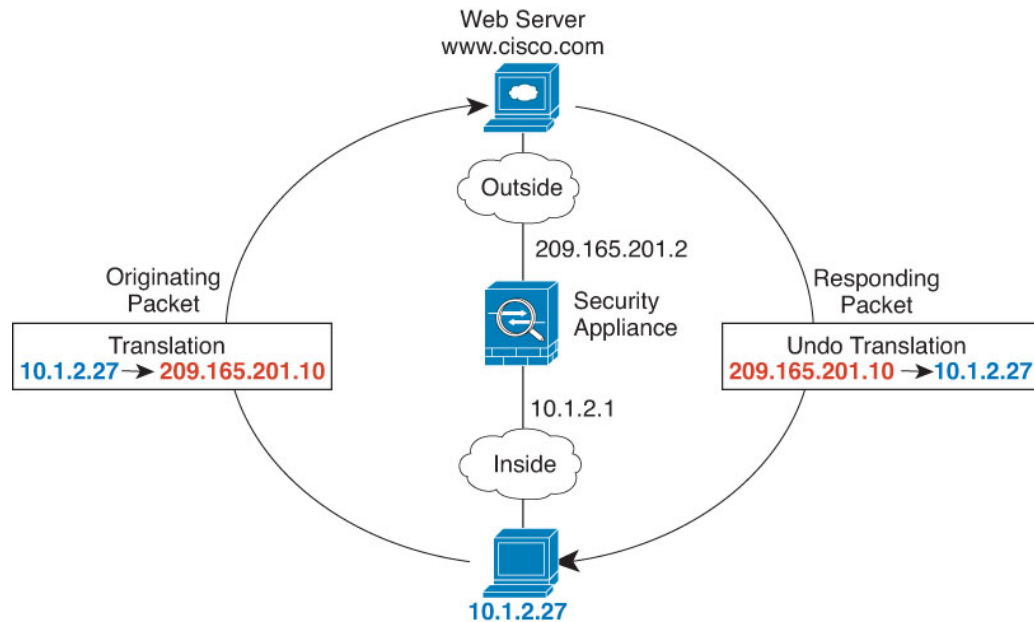 Web Server
www.cisco.com
Outside
209.165.201.2
Originating
Packet
Translation
10.1.2.27 → 209.165.201.10
Security
Appliance
Responding
Packet
Undo Translation
209.165.201.10 → 10.1.2.27
10.1.2.1
Inside
10.1.2.27